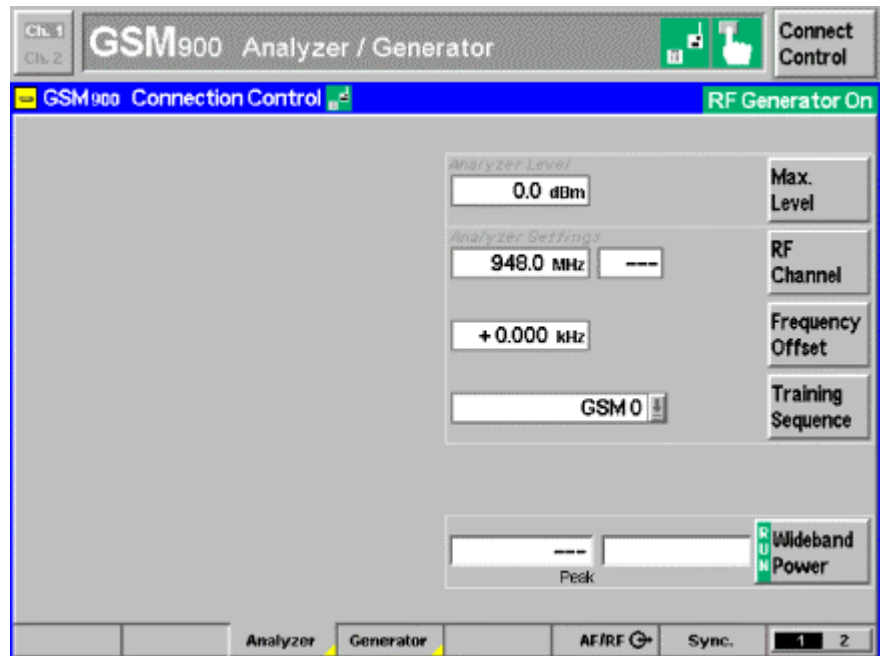 Ch. 1
Ch. 2
GSM900 Analyzer / Generator
Connect
Control
GSM900 Connection Control
RF Generator On
Analyzer Level
0.0 dBm
Max.
Level
Analyzer Settings
948.0 MHz
---
RF
Channel
+0.000 kHz
Frequency
Offset
GSM 0
Training
Sequence
---
Peak
RUN
Wideband
Power
Analyzer
Generator
AF/RF
Sync.
1 2